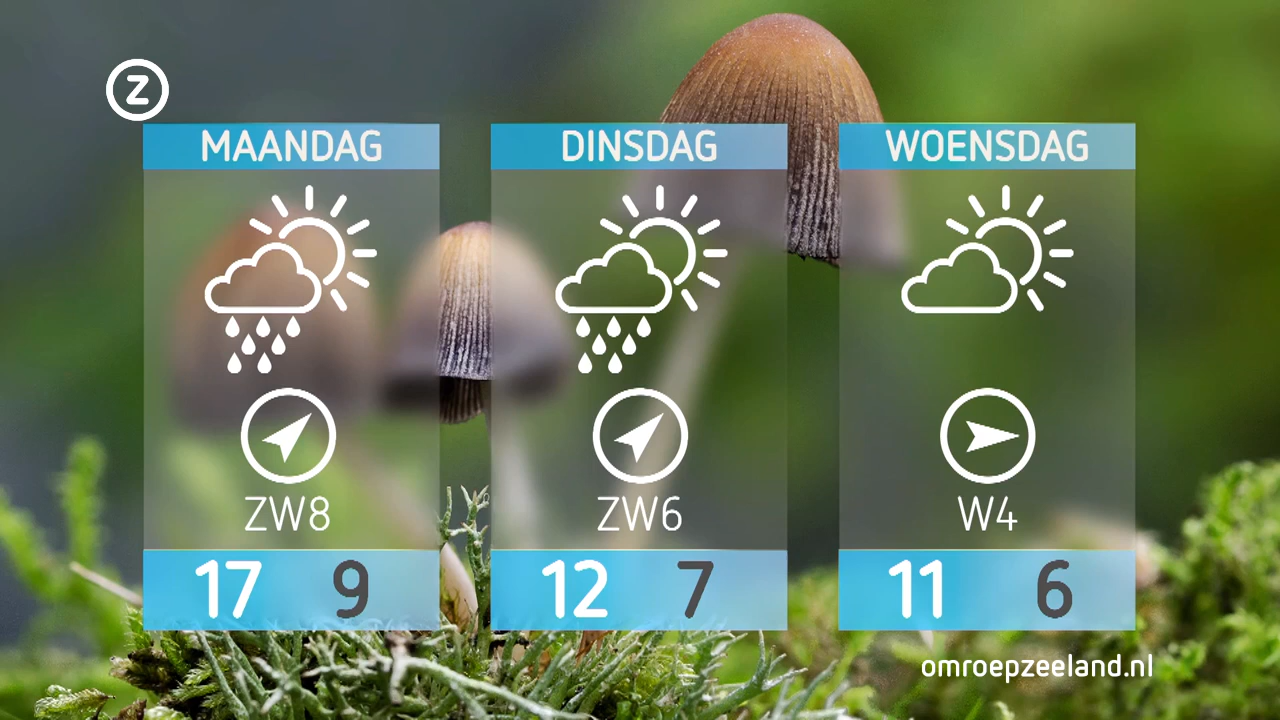 Z
MAANDAG
DINSDAG
WOENSDAG
ZW8
ZW6
W4
17 9
12 7
11 6
omroepzeeland.nl